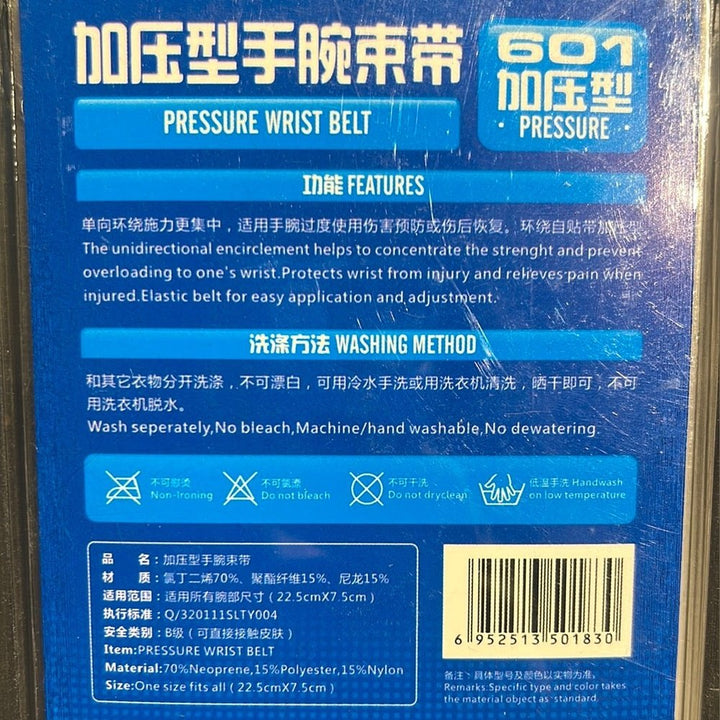 加压型手腕束带
601
加压型
PRESSURE WRIST BELT
· PRESSURE ·
功能 FEATURES
单向环绕施力更集中，适用手腕过度使用伤害预防或伤后恢复。环绕自贴带加压型
The unidirectional encirclement helps to concentrate the strenght and prevent
overloading to one's wrist.Protects wrist from injury and relieves pain when
injured.Elastic belt for easy application and adjustment.
洗涤方法 WASHING METHOD
和其它衣物分开洗涤，不可漂白，可用冷水手洗或用洗衣机清洗，晒干即可，不可
用洗衣机脱水。
Wash seperately,No bleach,Machine/hand washable,No dewatering.
不可熨烫
Non-Ironing
不可氯漂
Do not bleach
不可干洗
Do not dryclean
低温手洗 Handwash
on low temperature
品 名：加压型手腕束带
材 质：氯丁二烯70%、聚酯纤维15%、尼龙15%
适用范围：适用所有腕部尺寸（22.5cmX7.5cm）
执行标准：Q/320111SLTY004
安全类别：B级（可直接接触皮肤）
Item:PRESSURE WRIST BELT
Material:70%Neoprene,15%Polyester,15%Nylon
Size:One size fits all（22.5cmX7.5cm）
6 952513 501830
备注：具体型号及颜色以实物为准。
Remarks:Specific type and color takes
the material object as standard.